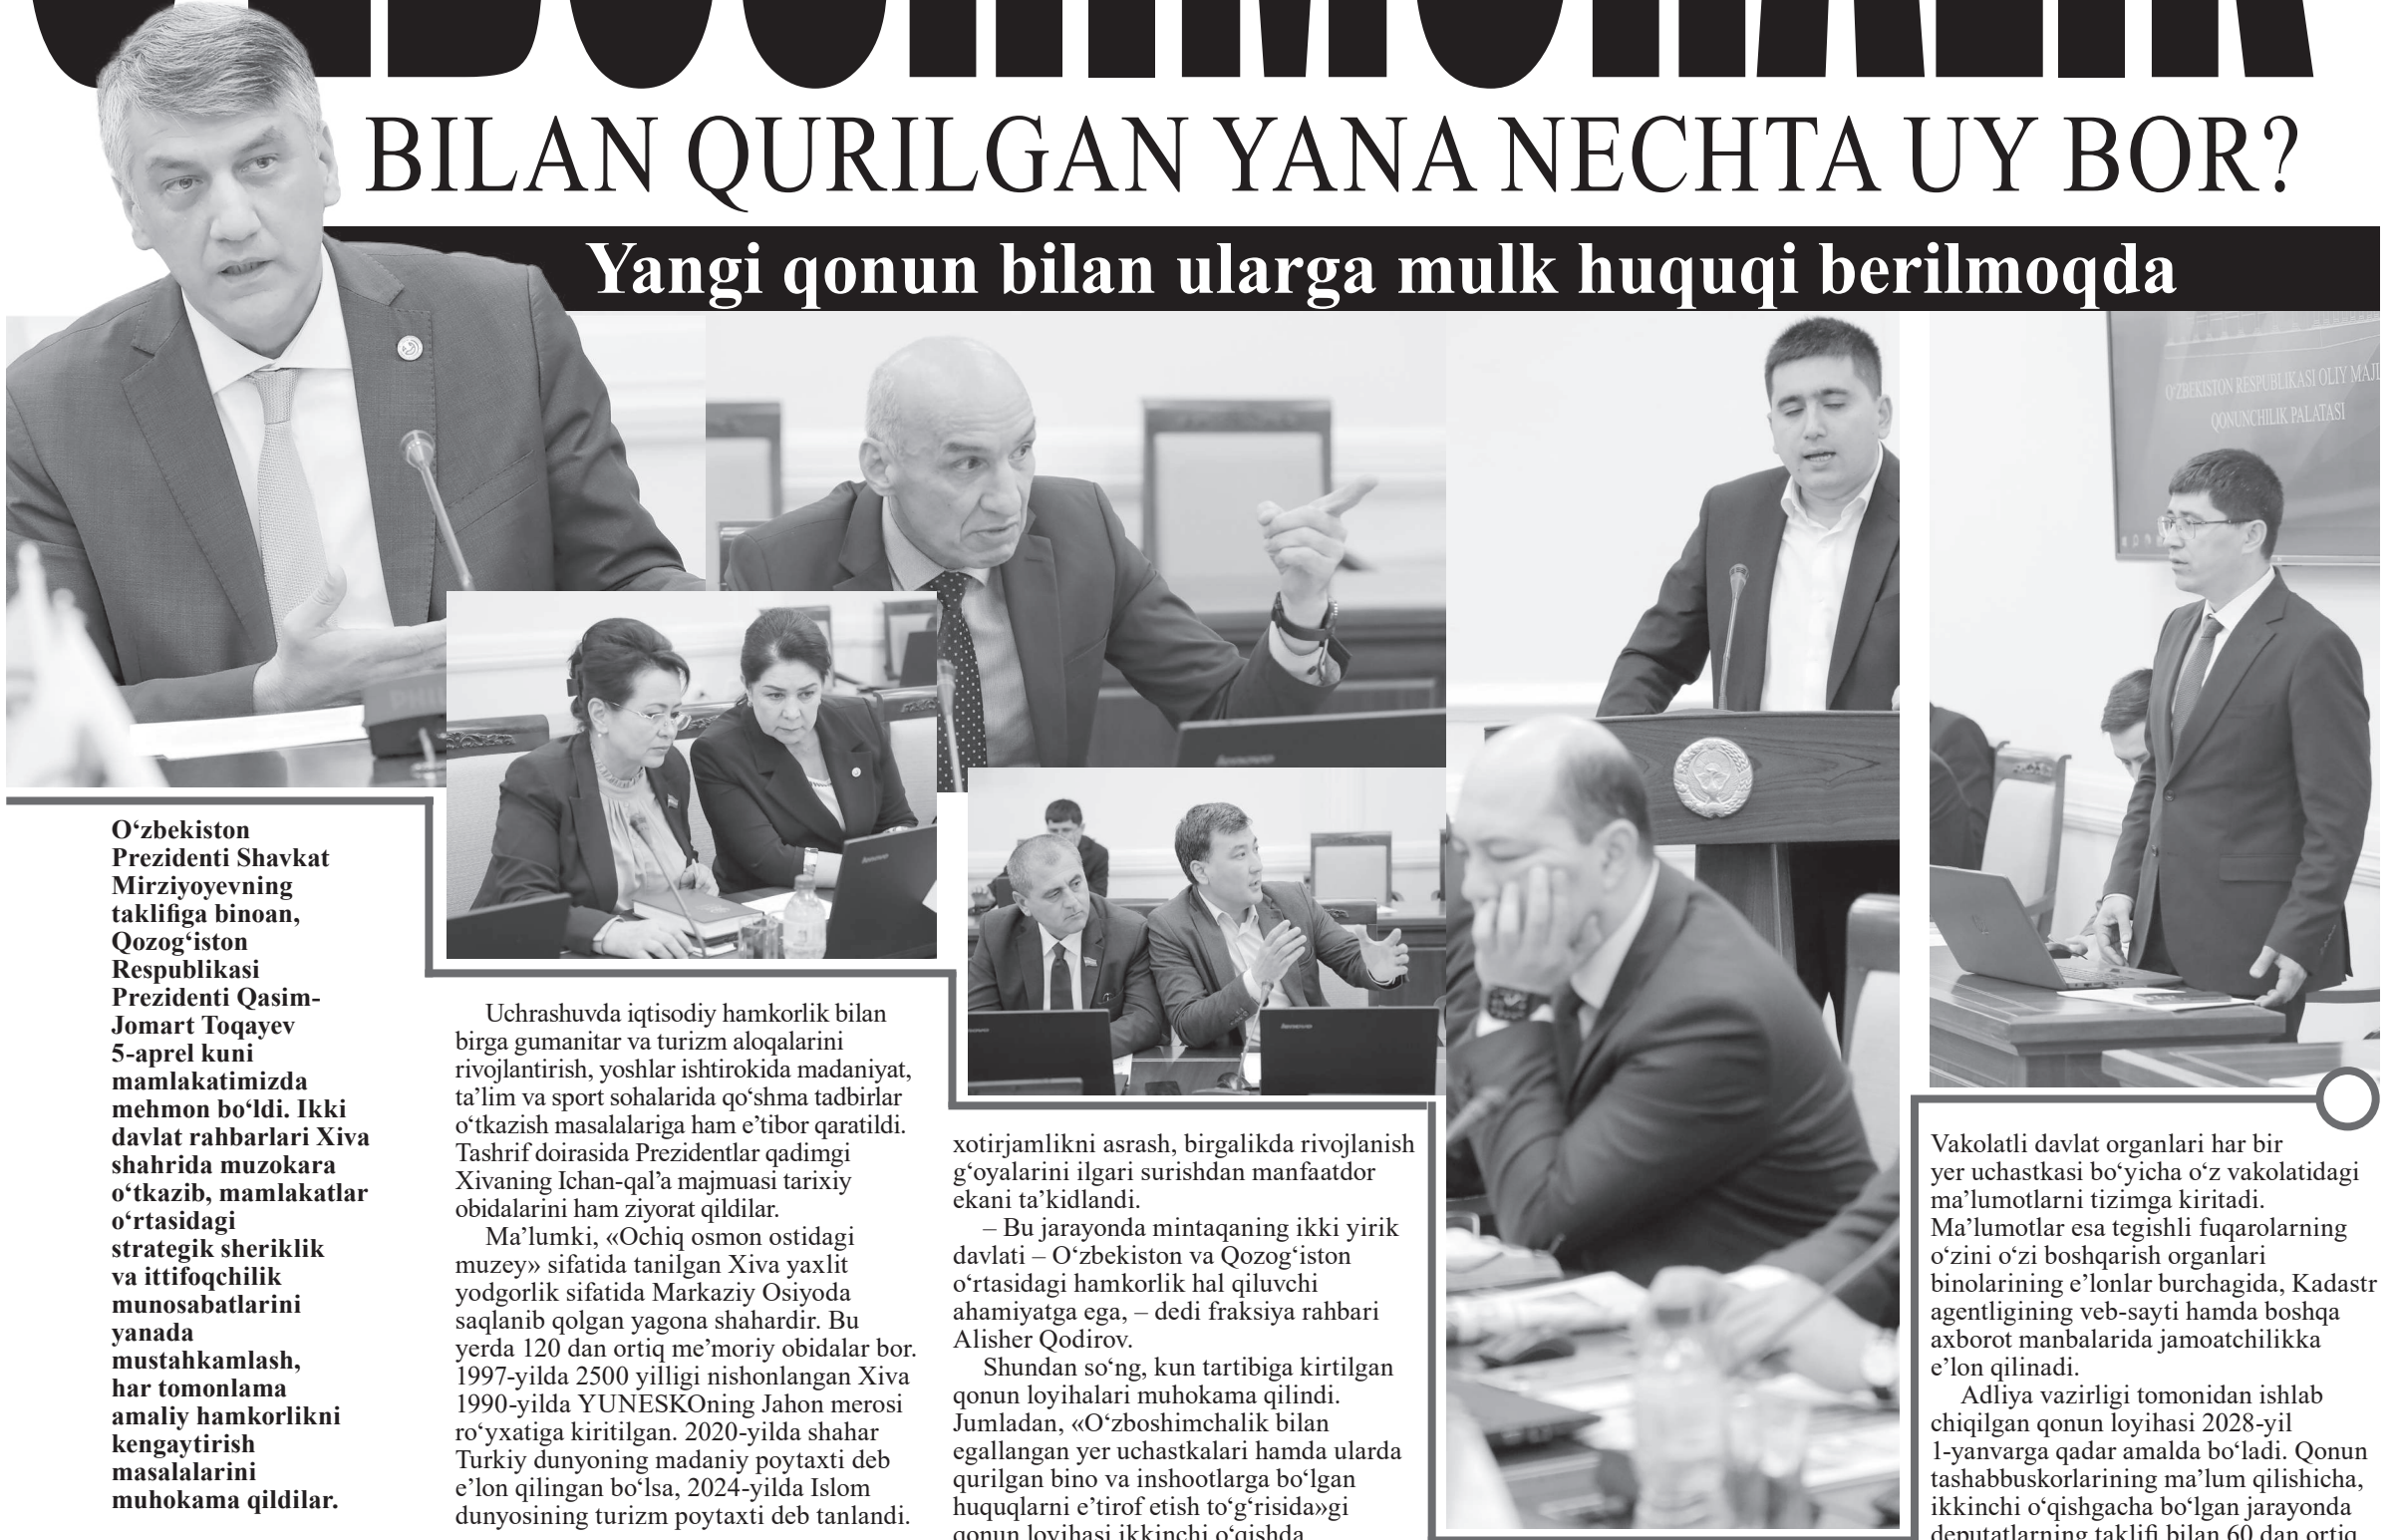 BILAN QURILGAN YANA NECHTA UY BOR?
Yangi qonun bilan ularga mulk huquqi berilmoqda
O‘ZBEKISTON RESPUBLIKASI OLIY
QONUNCHILIK PALATASI
O‘zbekiston
Prezidenti Shavkat
Mirziyoyevning
taklifiga binoan,
Qozog‘iston
Respublikasi
Prezidenti Qasim-
Jomart Toqayev
5-aprel kuni
mamlakatimizda
mehmon bo‘ldi. Ikki
davlat rahbarlari Xiva
shahrida muzokara
o‘tkazib, mamlakatlar
o‘rtasidagi
strategik sheriklik
va ittifoqchilik
munosabatlarini
yanada
mustahkamlash,
har tomonlama
amaliy hamkorlikni
kengaytirish
masalalarini
muhokama qildilar.
Uchrashuvda iqtisodiy hamkorlik bilan
birga gumanitar va turizm aloqalarini
rivojlantirish, yoshlar ishtirokida madaniyat,
ta’lim va sport sohalarida qo‘shma tadbirlar
o‘tkazish masalalariga ham e’tibor qaratildi.
Tashrif doirasida Prezidentlar qadimgi
Xivaning Ichan-qal’a majmuasi tarixiy
obidalarini ham ziyorat qildilar.
Ma’lumki, «Ochiq osmon ostidagi
muzey» sifatida tanilgan Xiva yaxlit
yodgorlik sifatida Markaziy Osiyoda
saqlanib qolgan yagona shahardir. Bu
yerda 120 dan ortiq me’moriy obidalar bor.
1997-yilda 2500 yilligi nishonlangan Xiva
1990-yilda YUNESKOning Jahon merosi
ro‘yxatiga kiritilgan. 2020-yilda shahar
Turkiy dunyoning madaniy poytaxti deb
e’lon qilingan bo‘lsa, 2024-yilda Islom
dunyosining turizm poytaxti deb tanlandi.
xotirjamlikni asrash, birgalikda rivojlanish
g‘oyalarini ilgari surishdan manfaatdor
ekani ta’kidlandi.
– Bu jarayonda mintaqaning ikki yirik
davlati – O‘zbekiston va Qozog‘iston
o‘rtasidagi hamkorlik hal qiluvchi
ahamiyatga ega, – dedi fraksiya rahbari
Alisher Qodirov.
Shundan so‘ng, kun tartibiga kirtilgan
qonun loyihalari muhokama qilindi.
Jumladan, «O‘zboshimchalik bilan
egallangan yer uchastkalari hamda ularda
qurilgan bino va inshootlarga bo‘lgan
huquqlarni e’tirof etish to‘g‘risida»gi
qonun loyihasi ikkinchi o‘qishda
Vakolatli davlat organlari har bir
yer uchastkasi bo‘yicha o‘z vakolatidagi
ma’lumotlarni tizimga kiritadi.
Ma’lumotlar esa tegishli fuqarolarning
o‘zini o‘zi boshqarish organlari
binolarining e’lonlar burchagida, Kadastr
agentligining veb-sayti hamda boshqa
axborot manbalarida jamoatchilikka
e’lon qilinadi.
Adliya vazirligi tomonidan ishlab
chiqilgan qonun loyihasi 2028-yil
1-yanvarga qadar amalda bo‘ladi. Qonun
tashabbuskorlarining ma’lum qilishicha,
ikkinchi o‘qishgacha bo‘lgan jarayonda
deputatlarning taklifi bilan 60 dan ortiq